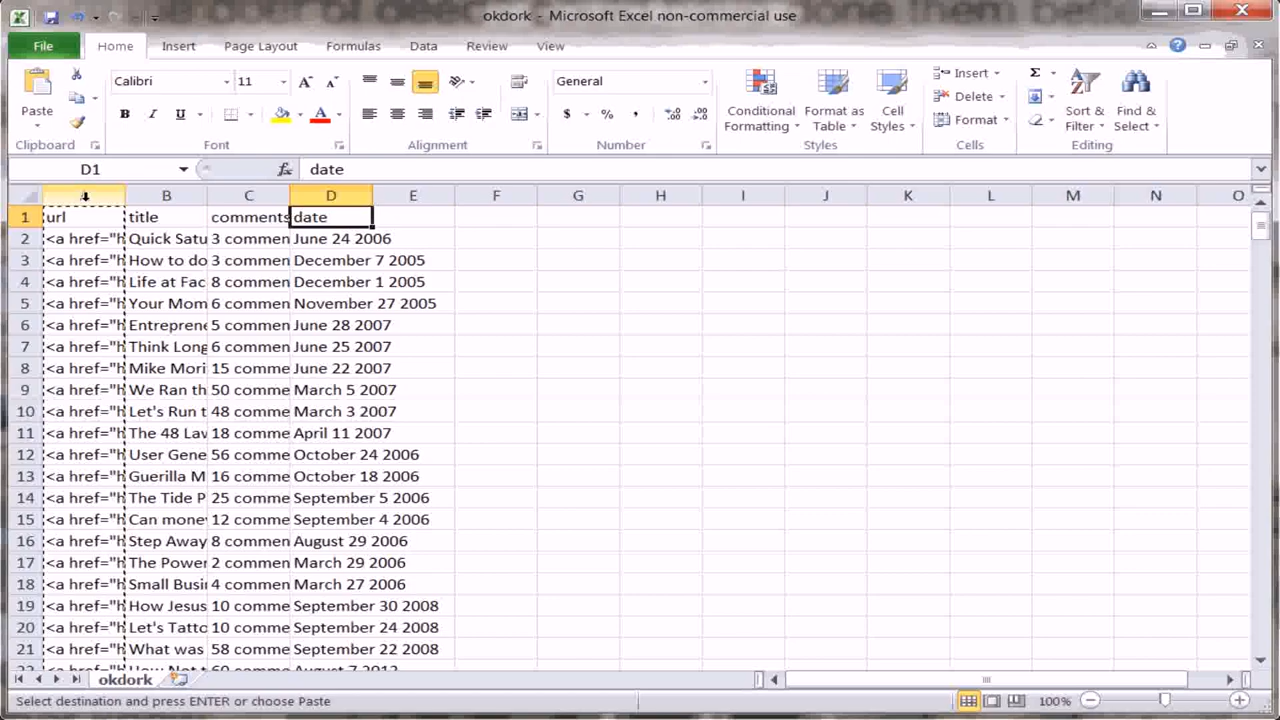 okdork - Microsoft Excel non-commercial use
File Home Insert Page Layout Formulas Data Review View
Calibri 11 General Insert Σ
Paste B I U A $ % , Conditional Formatting Format as Table Cell Styles Delete Format Sort & Filter Find & Select
Clipboard Font Alignment Number Styles Cells Editing
D1 fx date
A B C D E F G H I J K L M N O
1 url title comments date
2 <a href="h Quick Satu 3 commen June 24 2006
3 <a href="h How to do 3 commen December 7 2005
4 <a href="h Life at Fac 8 commen December 1 2005
5 <a href="h Your Mom 6 commen November 27 2005
6 <a href="h Entreprene 5 commen June 28 2007
7 <a href="h Think Long 6 commen June 25 2007
8 <a href="h Mike Mori 15 comme June 22 2007
9 <a href="h We Ran th 50 comme March 5 2007
10 <a href="h Let's Run t 48 comme March 3 2007
11 <a href="h The 48 Law 18 comme April 11 2007
12 <a href="h User Gene 56 comme October 24 2006
13 <a href="h Guerilla M 16 comme October 18 2006
14 <a href="h The Tide P 25 comme September 5 2006
15 <a href="h Can money 12 comme September 4 2006
16 <a href="h Step Away 8 commen August 29 2006
17 <a href="h The Power 2 commen March 29 2006
18 <a href="h Small Busi 4 commen March 27 2006
19 <a href="h How Jesus 10 comme September 30 2008
20 <a href="h Let's Tatto 10 comme September 24 2008
21 <a href="h What was 58 comme September 22 2008
22 <a href="h How Not t 60 comme August 7 2012
okdork
Select destination and press ENTER or choose Paste 100%